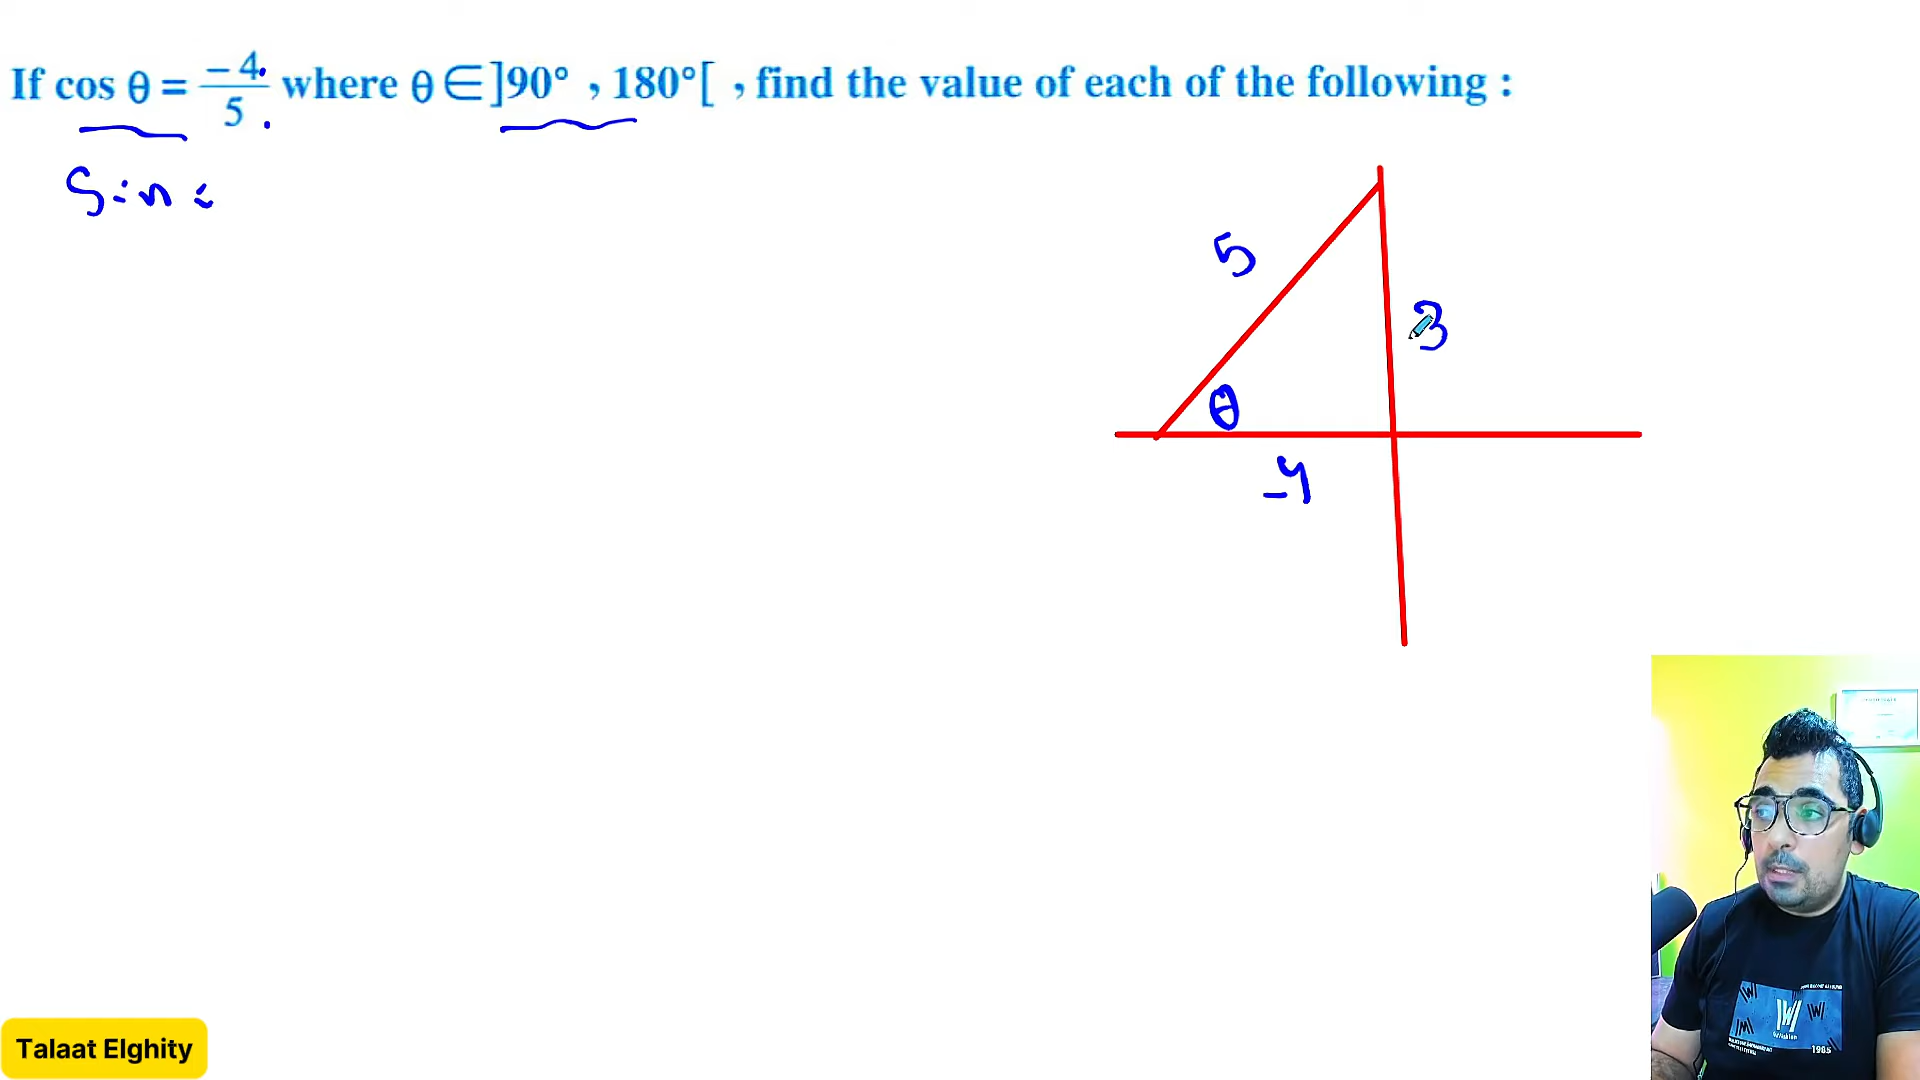 If cos θ = -4/5 where θ ∈ ]90° , 180°[ , find the value of each of the following :
Sin =
5
3
θ
-4
W
1985
Talaat Elghity